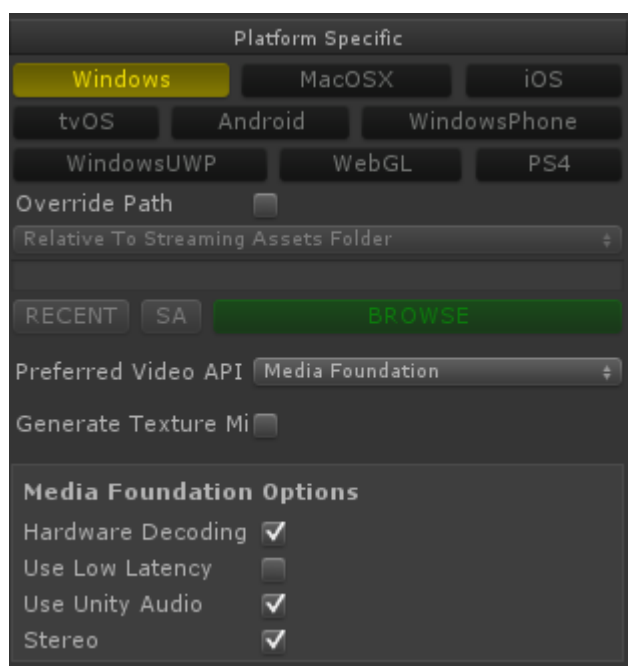 Platform Specific
Windows MacOSX iOS
tvOS Android WindowsPhone
WindowsUWP WebGL PS4
Override Path
Relative To Streaming Assets Folder
RECENT SA BROWSE
Preferred Video API Media Foundation
Generate Texture Mi
Media Foundation Options
Hardware Decoding
Use Low Latency
Use Unity Audio
Stereo